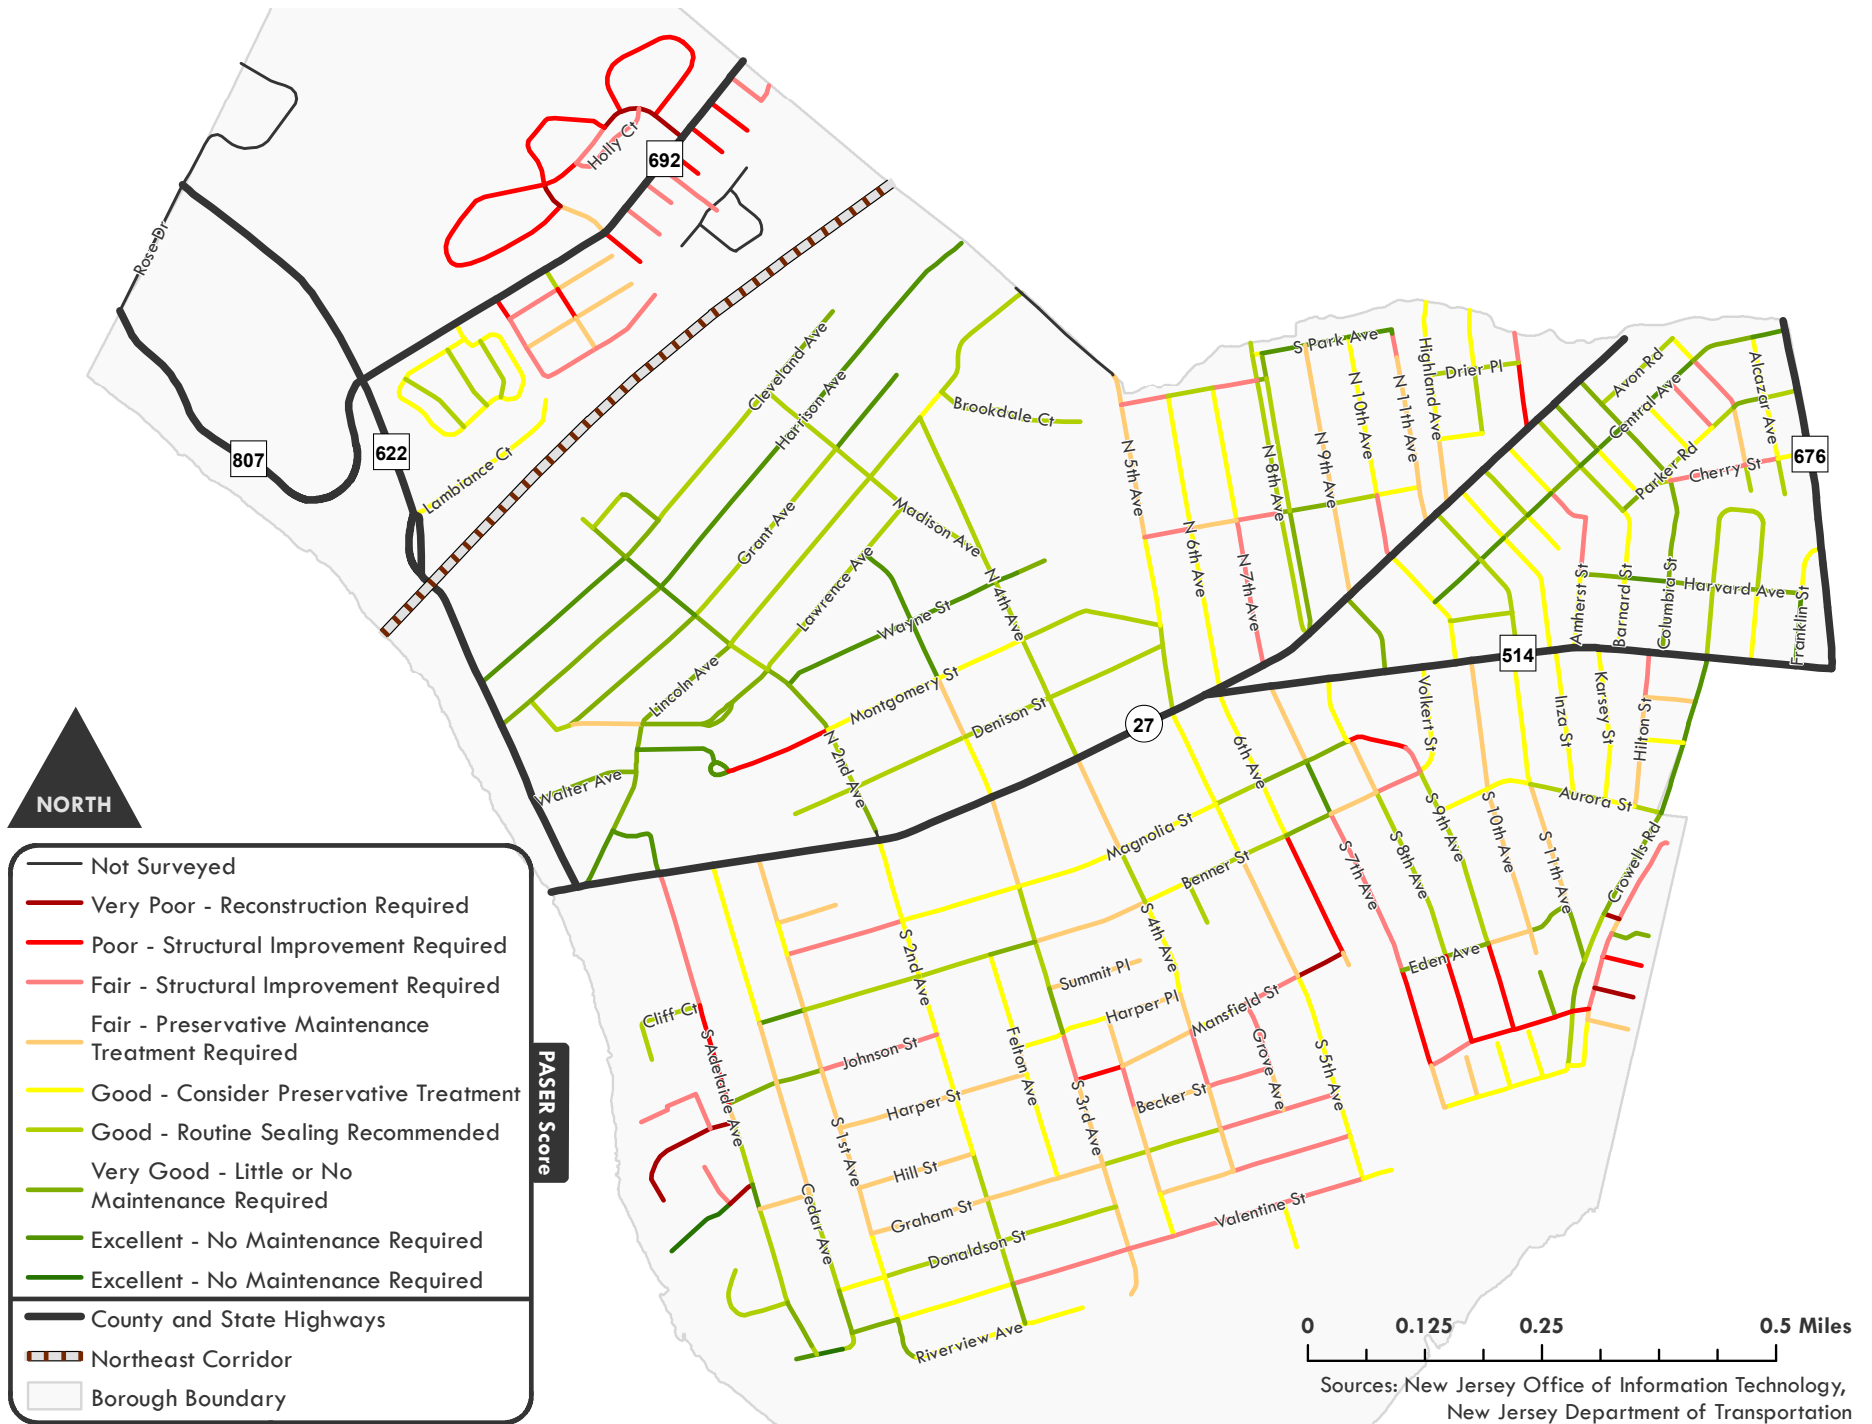 Holly Ct
692
Rose Dr
Cleveland Ave
Harrison Ave
S Park Ave
Highland Ave
Drier Pl
Avon Rd
Alcazar Ave
Central Ave
N 10th Ave
N 11th Ave
Brookdale Ct
807
622
Lambiance Ct
N 5th Ave
N 8th Ave
N 9th Ave
Parker Rd
Cherry St
676
Grant Ave
Madison Ave
N 6th Ave
N 7th Ave
Lawrence Ave
N 4th Ave
Wayne St
Amherst St
Barnard St
Columbia St
Harvard Ave
Franklin St
514
Lincoln Ave
Montgomery St
Denison St
27
Volkert St
Inza St
Karsey St
Hilton St
N 2nd Ave
Walter Ave
6th Ave
Magnolia St
Benner St
S 7th Ave
S 8th Ave
S 9th Ave
S 10th Ave
S 11th Ave
Aurora St
Crowells Rd
S 2nd Ave
S 4th Ave
Summit Pl
Harper Pl
Mansfield St
Eden Ave
Cliff Ct
S Adelaide Ave
Johnson St
Felton Ave
Grove Ave
S 5th Ave
Harper St
S 3rd Ave
Becker St
S 1st Ave
Hill St
Cedar Ave
Graham St
Valentine St
Donaldson St
Riverview Ave
NORTH
Not Surveyed
Very Poor - Reconstruction Required
Poor - Structural Improvement Required
Fair - Structural Improvement Required
Fair - Preservative Maintenance
Treatment Required
Good - Consider Preservative Treatment
Good - Routine Sealing Recommended
Very Good - Little or No
Maintenance Required
Excellent - No Maintenance Required
Excellent - No Maintenance Required
PASER Score
County and State Highways
Northeast Corridor
Borough Boundary
0 0.125 0.25 0.5 Miles
Sources: New Jersey Office of Information Technology,
New Jersey Department of Transportation